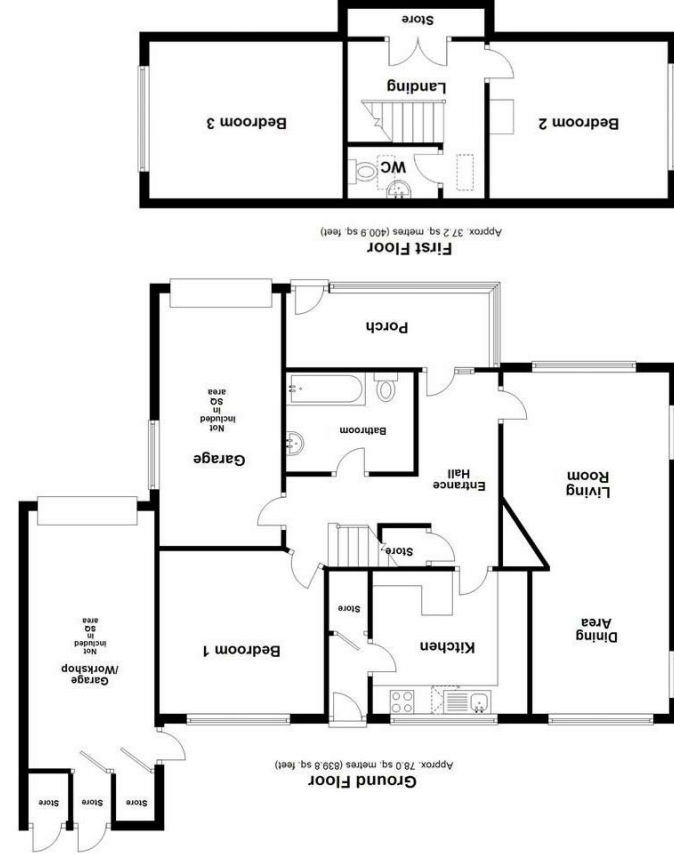 Store
Store
Store
Ground Floor
Approx. 78.0 sq. metres (839.8 sq. feet)
Dining
Area
Kitchen
Store
Bedroom 1
Garage
/Workshop
Not
included
in
SQ
area
Store
Living
Room
Entrance
Hall
Bathroom
Garage
Not
included
in
SQ
area
Porch
First Floor
Approx. 37.2 sq. metres (400.9 sq. feet)
WC
Bedroom 2
Bedroom 3
Landing
Store